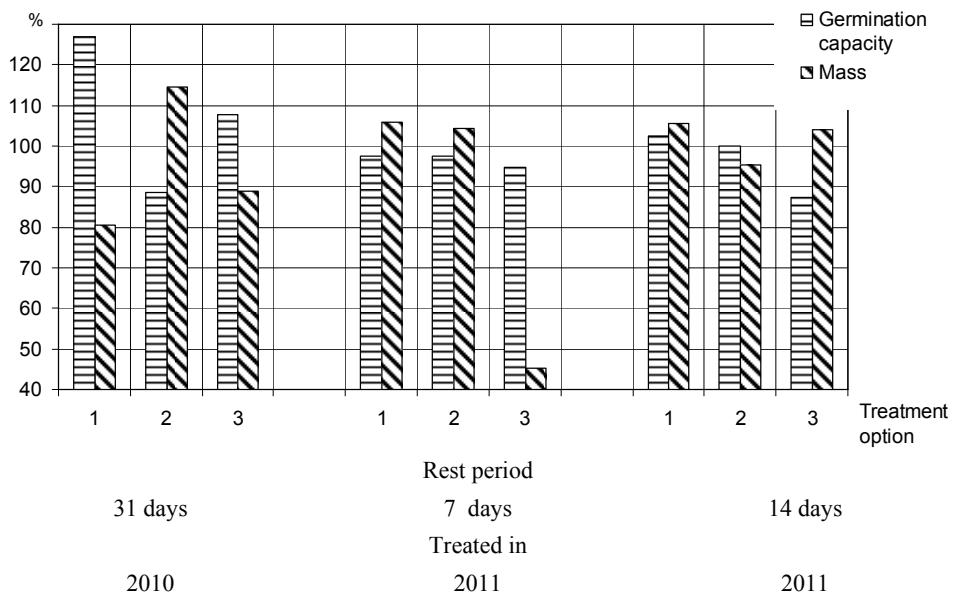 %
Germination
capacity
Mass
120
110
100
90
80
70
60
50
40
1 2 3 1 2 3 1 2 3
Treatment
option
Rest period
31 days 7 days 14 days
Treated in
2010 2011 2011